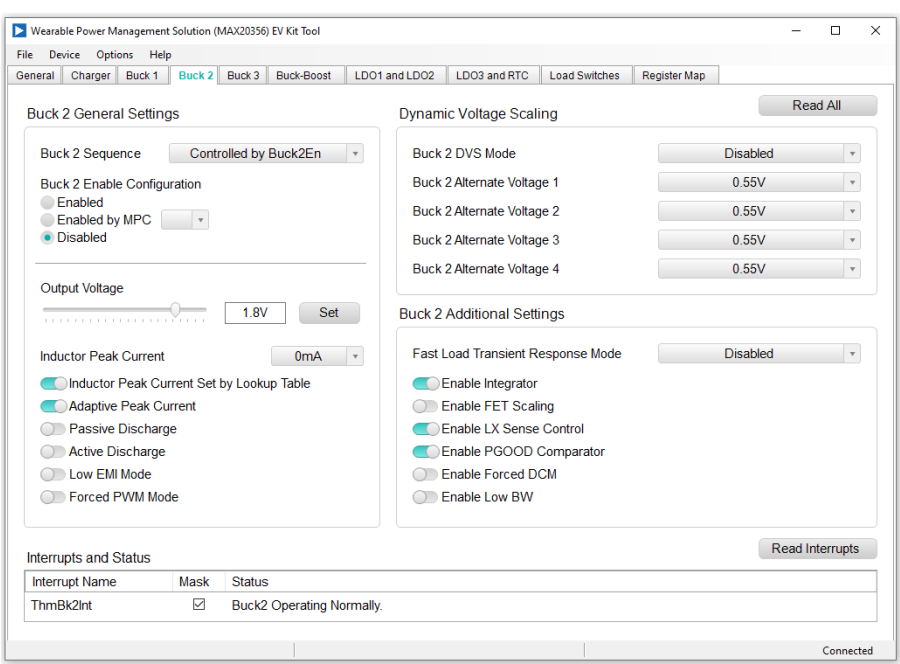 Wearable Power Management Solution (MAX20356) EV Kit Tool
File Device Options Help
General Charger Buck 1 Buck 2 Buck 3 Buck-Boost LDO1 and LDO2 LDO3 and RTC Load Switches Register Map
Read All
Buck 2 General Settings
Buck 2 Sequence Controlled by Buck2En
Buck 2 Enable Configuration
Enabled
Enabled by MPC
Disabled
Output Voltage
1.8V Set
Inductor Peak Current 0mA
Inductor Peak Current Set by Lookup Table
Adaptive Peak Current
Passive Discharge
Active Discharge
Low EMI Mode
Forced PWM Mode
Dynamic Voltage Scaling
Buck 2 DVS Mode Disabled
Buck 2 Alternate Voltage 1 0.55V
Buck 2 Alternate Voltage 2 0.55V
Buck 2 Alternate Voltage 3 0.55V
Buck 2 Alternate Voltage 4 0.55V
Buck 2 Additional Settings
Fast Load Transient Response Mode Disabled
Enable Integrator
Enable FET Scaling
Enable LX Sense Control
Enable PGOOD Comparator
Enable Forced DCM
Enable Low BW
Interrupts and Status
Read Interrupts
Interrupt Name Mask Status
ThmBk2Int Buck2 Operating Normally.
Connected